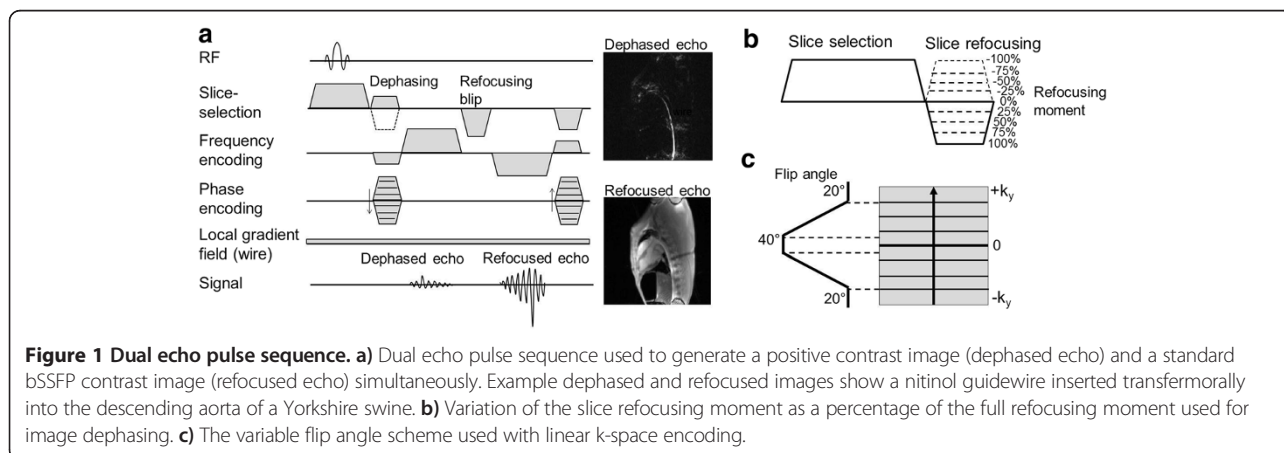 a
RF
Slice-
selection
Dephasing
Refocusing
blip
Frequency
encoding
Phase
encoding
Local gradient
field (wire)
Signal
Dephased echo
Refocused echo
Dephased echo
Refocused echo
b
Slice selection
Slice refocusing
-100%
-75%
-50%
-25%
0%
25%
50%
75%
100%
Refocusing
moment
c
Flip angle
20°
40°
20°
+ky
0
-ky
Figure 1 Dual echo pulse sequence. a) Dual echo pulse sequence used to generate a positive contrast image (dephased echo) and a standard
bSSFP contrast image (refocused echo) simultaneously. Example dephased and refocused images show a nitinol guidewire inserted transfermorally
into the descending aorta of a Yorkshire swine. b) Variation of the slice refocusing moment as a percentage of the full refocusing moment used for
image dephasing. c) The variable flip angle scheme used with linear k-space encoding.